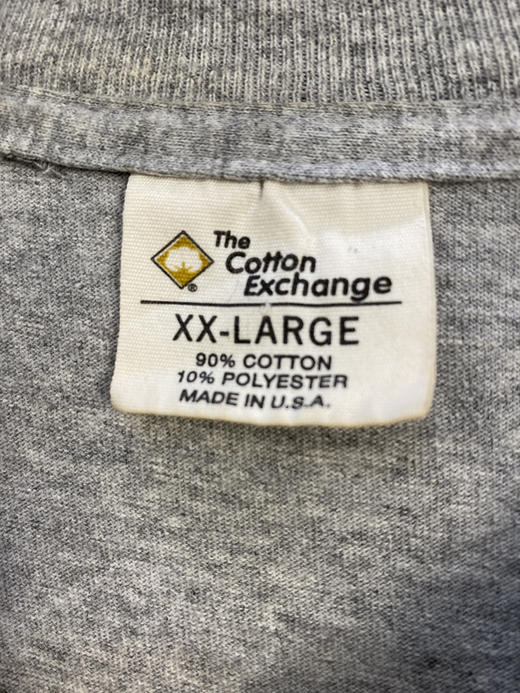 The
Cotton
Exchange
®
XX-LARGE
90% COTTON
10% POLYESTER
MADE IN U.S.A.